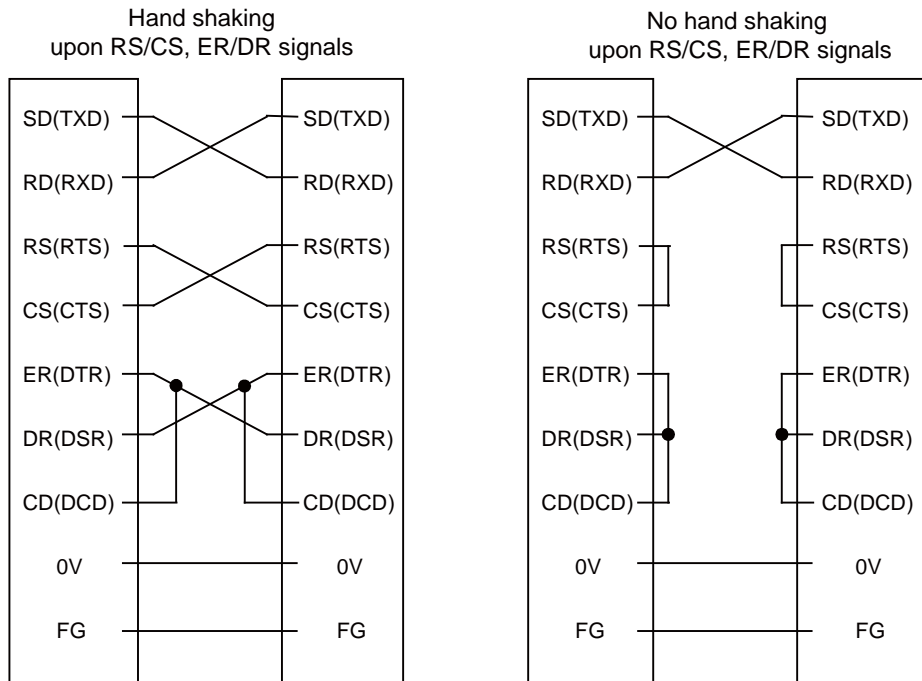 Hand shaking
upon RS/CS, ER/DR signals
SD(TXD)
SD(TXD)
RD(RXD)
RD(RXD)
RS(RTS)
RS(RTS)
CS(CTS)
CS(CTS)
ER(DTR)
ER(DTR)
DR(DSR)
DR(DSR)
CD(DCD)
CD(DCD)
0V
0V
FG
FG
No hand shaking
upon RS/CS, ER/DR signals
SD(TXD)
SD(TXD)
RD(RXD)
RD(RXD)
RS(RTS)
RS(RTS)
CS(CTS)
CS(CTS)
ER(DTR)
ER(DTR)
DR(DSR)
DR(DSR)
CD(DCD)
CD(DCD)
0V
0V
FG
FG